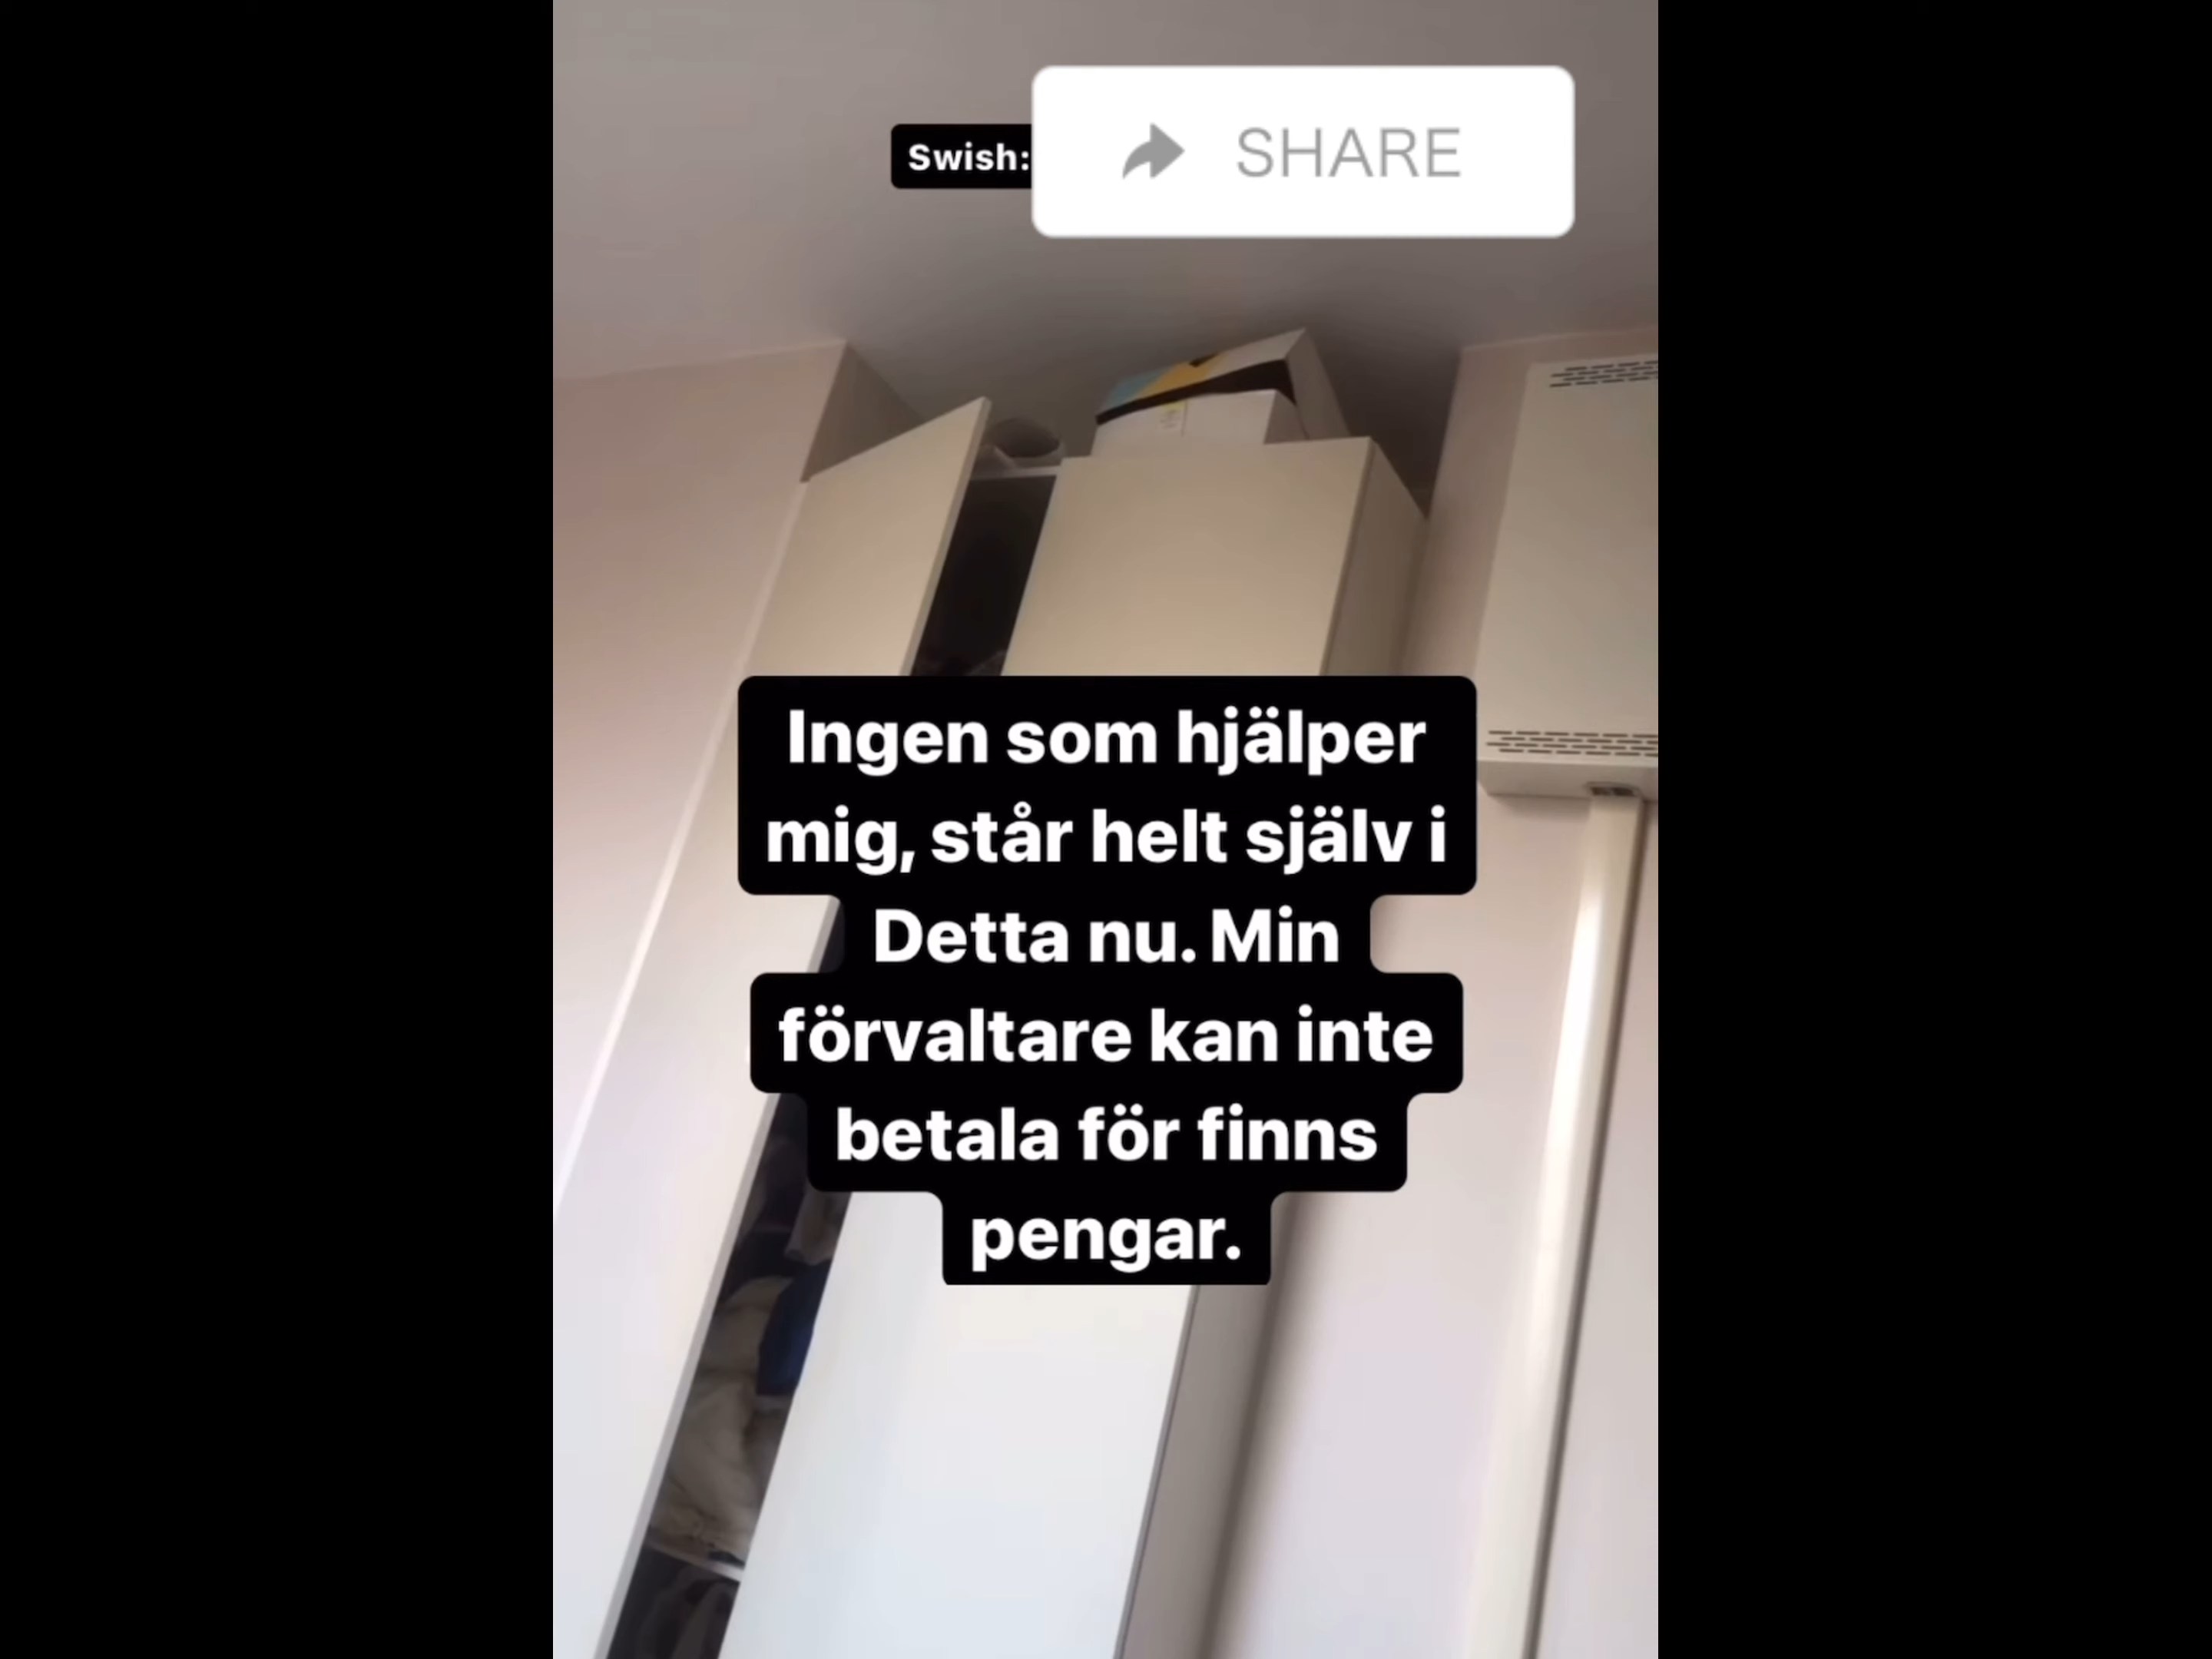 Swish:
SHARE
Ingen som hjälper
mig, står helt själv i
Detta nu. Min
förvaltare kan inte
betala för finns
pengar.